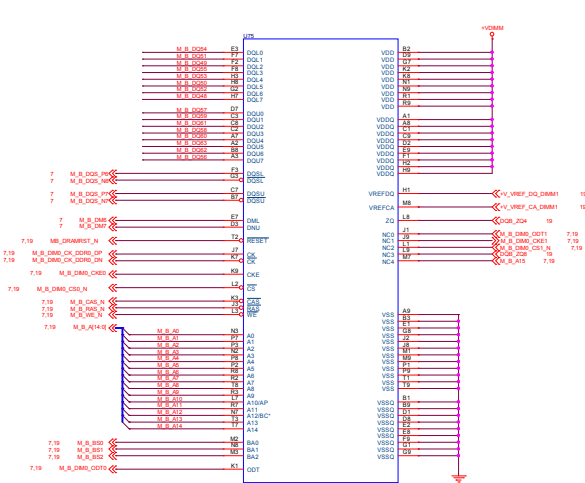 U75
+VDIMM
M_B_DQ54 E3 DQL0
M_B_DQ51 F7 DQL1
M_B_DQ49 F2 DQL2
M_B_DQ55 F8 DQL3
M_B_DQ53 H3 DQL4
M_B_DQ50 H8 DQL5
M_B_DQ52 G2 DQL6
M_B_DQ48 H7 DQL7
M_B_DQ57 D7 DQU0
M_B_DQ59 C3 DQU1
M_B_DQ61 C8 DQU2
M_B_DQ58 C2 DQU3
M_B_DQ60 A7 DQU4
M_B_DQ63 A2 DQU5
M_B_DQ62 B8 DQU6
M_B_DQ56 A3 DQU7
7 M_B_DQS_P6 F3 DQSL
7 M_B_DQS_N6 G3 DQSL
7 M_B_DQS_P7 C7 DQSU
7 M_B_DQS_N7 B7 DQSU
7 M_B_DM6 E7 DML
7 M_B_DM7 D3 DNU
7,19 MB_DRAMRST_N T2 RESET
7,19 M_B_DIM0_CK_DDR0_DP J7 CK
7,19 M_B_DIM0_CK_DDR0_DN K7 CK
7,19 M_B_DIM0_CKE0 K9 CKE
7,19 M_B_DIM0_CS0_N L2 CS
7,19 M_B_CAS_N K3 CAS
7,19 M_B_RAS_N J3 RAS
7,19 M_B_WE_N L3 WE
7,19 M_B_A[14:0]
M_B_A0 N3 A0
M_B_A1 P7 A1
M_B_A2 P3 A2
M_B_A3 N2 A3
M_B_A4 P8 A4
M_B_A5 P2 A5
M_B_A6 R8 A6
M_B_A7 R2 A7
M_B_A8 T8 A8
M_B_A9 R3 A9
M_B_A10 L7 A10/AP
M_B_A11 R7 A11
M_B_A12 N7 A12/BC*
M_B_A13 T3 A13
M_B_A14 T7 A14
7,19 M_B_BS0 M2 BA0
7,19 M_B_BS1 N8 BA1
7,19 M_B_BS2 M3 BA2
7,19 M_B_DIM0_ODT0 K1 ODT
VDD B2
VDD D9
VDD G7
VDD K2
VDD K8
VDD N1
VDD N9
VDD R1
VDD R9
VDDQ A1
VDDQ A8
VDDQ C1
VDDQ C9
VDDQ D2
VDDQ E9
VDDQ F1
VDDQ H2
VDDQ H9
VREFDQ H1 +V_VREF_DQ_DIMM1 19
VREFCA M8 +V_VREF_CA_DIMM1 19
ZQ L8 DQB_ZQ4 19
NC0 J1 M_B_DIM0_ODT1 7,19
NC1 J9 M_B_DIM0_CKE1 7,19
NC2 L1 M_B_DIM0_CS1_N 7,19
NC3 L9 19
NC4 M7 M_B_A15 7,19
VSS A9
VSS B3
VSS E1
VSS G8
VSS J2
VSS J8
VSS M1
VSS M9
VSS P1
VSS P9
VSS T1
VSS T9
VSSQ B1
VSSQ B9
VSSQ D1
VSSQ D8
VSSQ E2
VSSQ E8
VSSQ F9
VSSQ G1
VSSQ G9